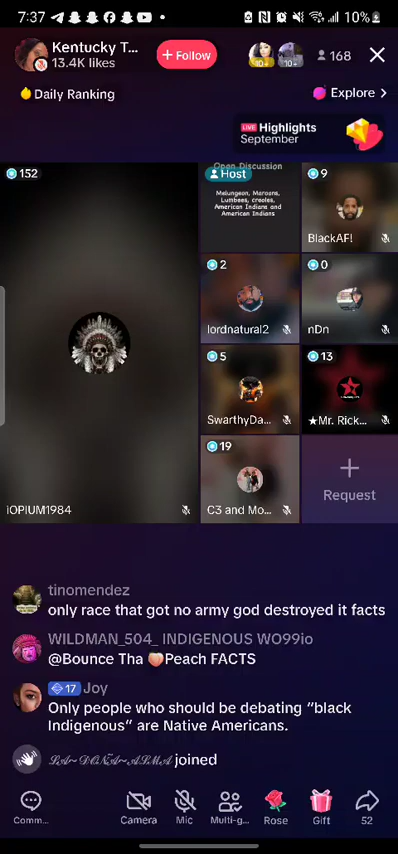 7:37
10%
Kentucky T...
13.4K likes
+ Follow
10+
10+
168
Daily Ranking
Explore >
LIVE Highlights
September
152
iOPIUM1984
Open Discussion
Host
Melungeon, Maroons,
Lumbees, creoles,
American Indians and
American Indians
9
BlackAF!
2
lordnatural2
0
nDn
5
SwarthyDa...
13
★Mr. Rick...
19
C3 and Mo...
+
Request
tinomendez
only race that got no army god destroyed it facts
WILDMAN_504_ INDIGENOUS WO99io
@Bounce Tha 🍑Peach FACTS
17 Joy
Only people who should be debating “black
Indigenous” are Native Americans.
ℒ𝒜~𝒟𝒪Ñ𝒜~𝒜ℒℳ𝒜 joined
Comm...
Camera
Mic
Multi-g...
Rose
Gift
52